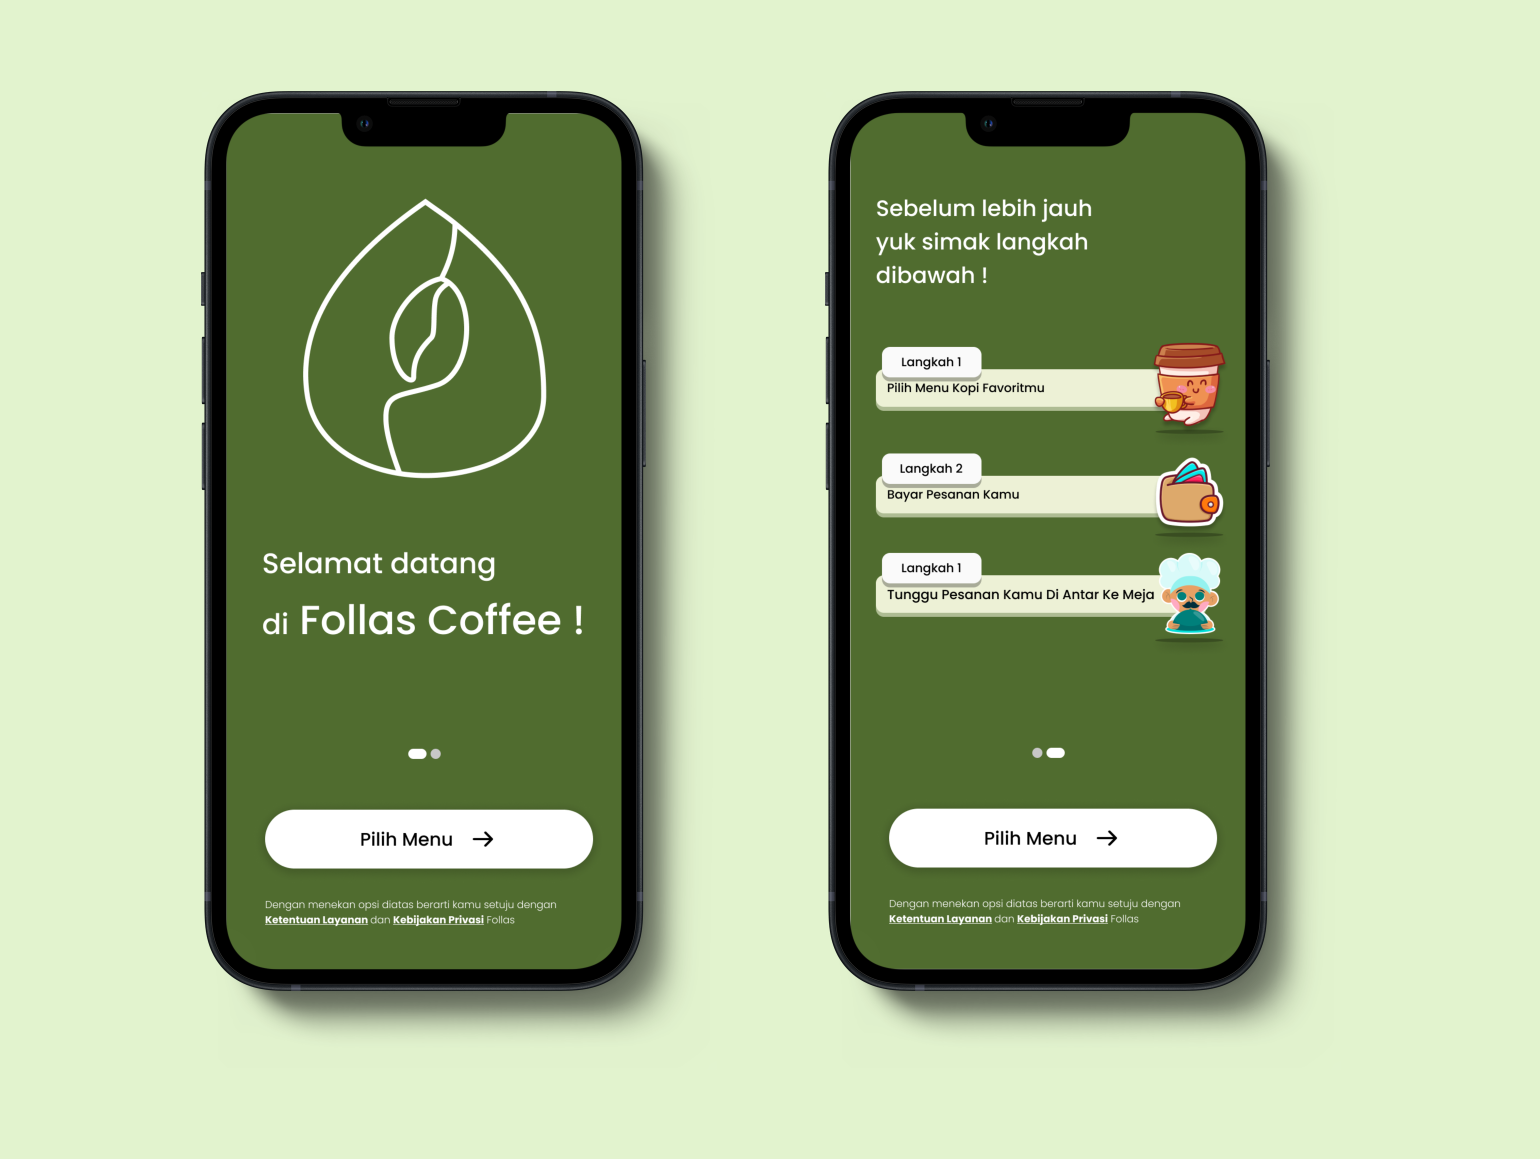 Selamat datang
di Follas Coffee !
Pilih Menu
Dengan menekan opsi diatas berarti kamu setuju dengan
Ketentuan Layanan dan Kebijakan Privasi Follas
Sebelum lebih jauh
yuk simak langkah
dibawah !
Langkah 1
Pilih Menu Kopi Favoritmu
Langkah 2
Bayar Pesanan Kamu
Langkah 1
Tunggu Pesanan Kamu Di Antar Ke Meja
Pilih Menu
Dengan menekan opsi diatas berarti kamu setuju dengan
Ketentuan Layanan dan Kebijakan Privasi Follas